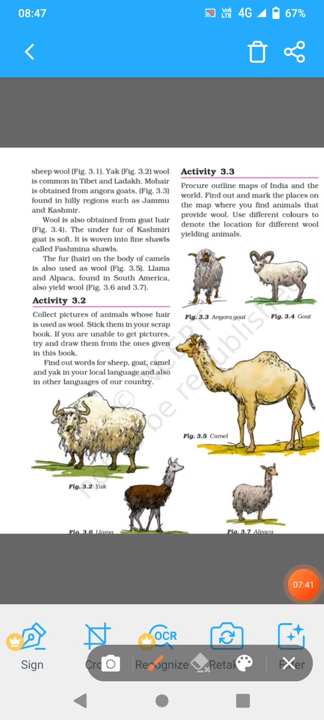 08:47
4G
67%
sheep wool (Fig. 3.1). Yak (Fig. 3.2) wool
is common in Tibet and Ladakh. Mohair
is obtained from angora goats, (Fig. 3.3)
found in hilly regions such as Jammu
and Kashmir.
Wool is also obtained from goat hair
(Fig. 3.4). The under fur of Kashmiri
goat is soft. It is woven into fine shawls
called Pashmina shawls.
The fur (hair) on the body of camels
is also used as wool (Fig. 3.5). Llama
and Alpaca, found in South America,
also yield wool (Fig. 3.6 and 3.7).
Activity 3.2
Collect pictures of animals whose hair
is used as wool. Stick them in your scrap
book. If you are unable to get pictures,
try and draw them from the ones given
in this book.
Find out words for sheep, goat, camel
and yak in your local language and also
in other languages of our country.
Fig. 3.2 Yak
Fig. 3.6 Llama
Activity 3.3
Procure outline maps of India and the
world. Find out and mark the places on
the map where you find animals that
provide wool. Use different colours to
denote the location for different wool
yielding animals.
Fig. 3.3 Angora goat
Fig. 3.4 Goat
Fig. 3.5 Camel
Fig. 3.7 Alpaca
be republished
07:41
OCR
Sign
Recognize